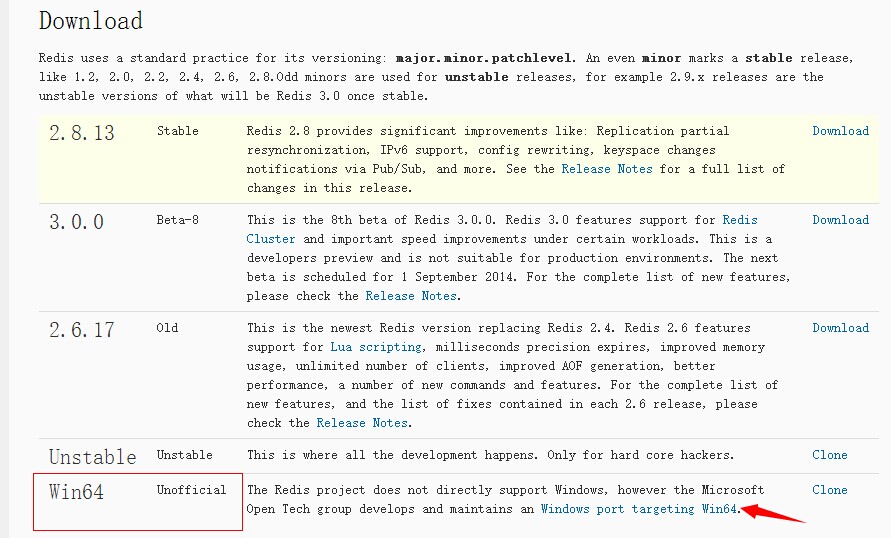 Download
Redis uses a standard practice for its versioning: major.minor.patchlevel. An even minor marks a stable release,
like 1.2, 2.0, 2.2, 2.4, 2.6, 2.8.Odd minors are used for unstable releases, for example 2.9.x releases are the
unstable versions of what will be Redis 3.0 once stable.
2.8.13 Stable Redis 2.8 provides significant improvements like: Replication partial Download
resynchronization, IPv6 support, config rewriting, keyspace changes
notifications via Pub/Sub, and more. See the Release Notes for a full list of
changes in this release.
3.0.0 Beta-8 This is the 8th beta of Redis 3.0.0. Redis 3.0 features support for Redis Download
Cluster and important speed improvements under certain workloads. This is a
developers preview and is not suitable for production environments. The next
beta is scheduled for 1 September 2014. For the complete list of new features,
please check the Release Notes.
2.6.17 Old This is the newest Redis version replacing Redis 2.4. Redis 2.6 features Download
support for Lua scripting, milliseconds precision expires, improved memory
usage, unlimited number of clients, improved AOF generation, better
performance, a number of new commands and features. For the complete list of
new features, and the list of fixes contained in each 2.6 release, please
check the Release Notes.
Unstable Unstable This is where all the development happens. Only for hard core hackers. Clone
Win64 Unofficial The Redis project does not directly support Windows, however the Microsoft Clone
Open Tech group develops and maintains an Windows port targeting Win64.